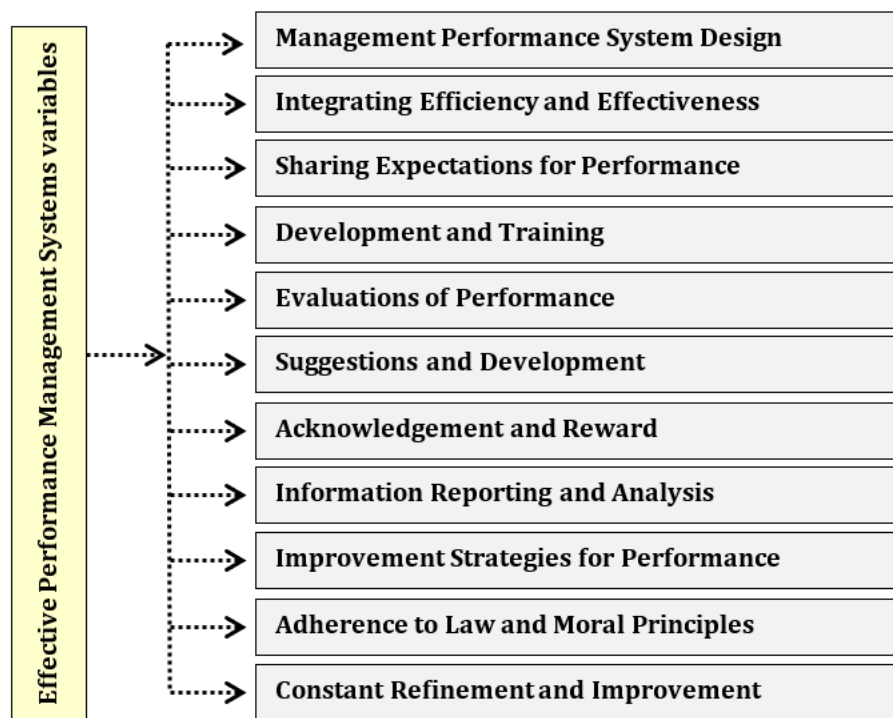 Effective Performance Management Systems variables
Management Performance System Design
Integrating Efficiency and Effectiveness
Sharing Expectations for Performance
Development and Training
Evaluations of Performance
Suggestions and Development
Acknowledgement and Reward
Information Reporting and Analysis
Improvement Strategies for Performance
Adherence to Law and Moral Principles
Constant Refinement and Improvement